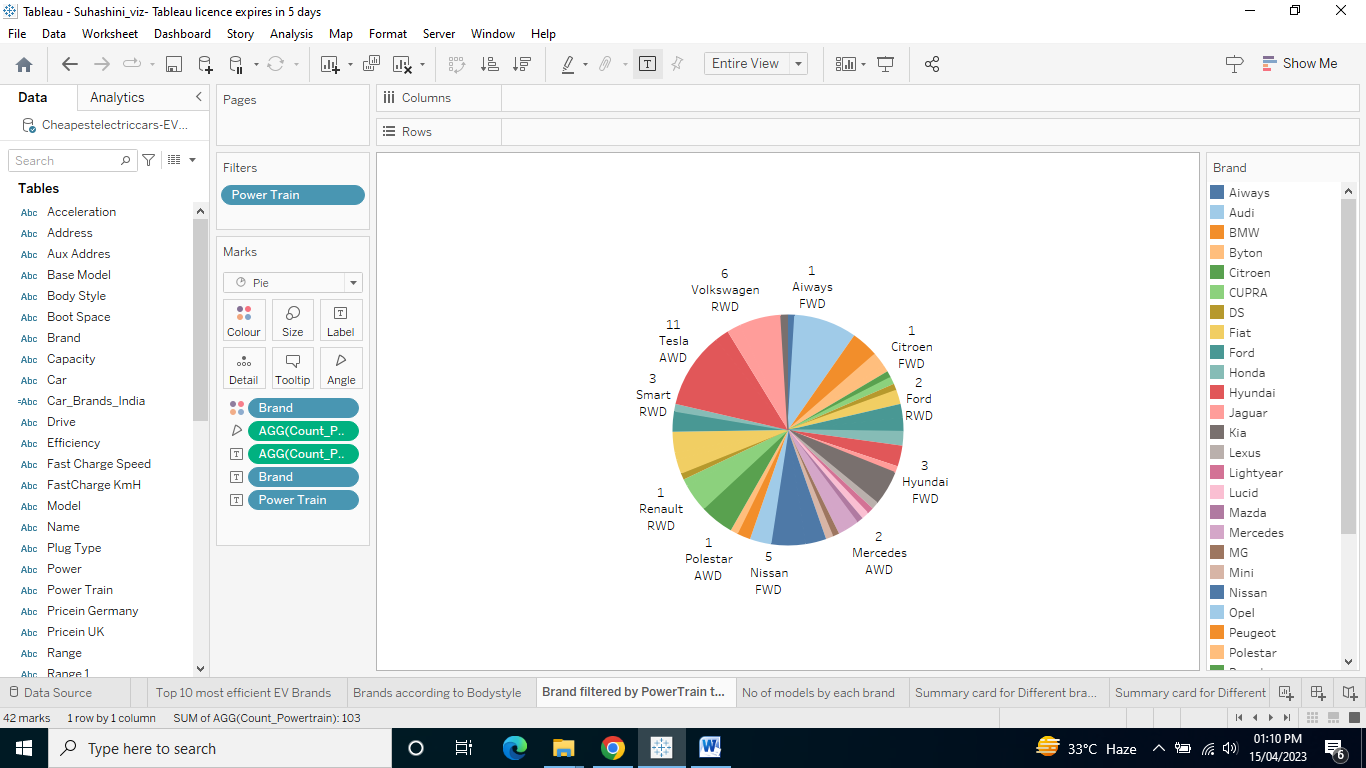 Tableau - Suhashini_viz- Tableau licence expires in 5 days
File Data Worksheet Dashboard Story Analysis Map Format Server Window Help
Entire View
Show Me
Data Analytics
Cheapestelectriccars-EV...
Search
Tables
Abc Acceleration
Abc Address
Abc Aux Addres
Abc Base Model
Abc Body Style
Abc Boot Space
Abc Brand
Abc Capacity
Abc Car
=Abc Car_Brands_India
Abc Drive
Abc Efficiency
Abc Fast Charge Speed
Abc FastCharge KmH
Abc Model
Abc Name
Abc Plug Type
Abc Power
Abc Power Train
Abc Pricein Germany
Abc Pricein UK
Abc Range
Abc Range 1
Pages
Filters
Power Train
Marks
Pie
Colour Size Label
Detail Tooltip Angle
Brand
AGG(Count_P..
AGG(Count_P..
Brand
Power Train
Columns
Rows
6
Volkswagen
RWD
1
Aiways
FWD
11
Tesla
AWD
1
Citroen
FWD
3
Smart
RWD
2
Ford
RWD
3
Hyundai
FWD
1
Renault
RWD
1
Polestar
AWD
5
Nissan
FWD
2
Mercedes
AWD
Brand
Aiways
Audi
BMW
Byton
Citroen
CUPRA
DS
Fiat
Ford
Honda
Hyundai
Jaguar
Kia
Lexus
Lightyear
Lucid
Mazda
Mercedes
MG
Mini
Nissan
Opel
Peugeot
Polestar
Data Source Top 10 most efficient EV Brands Brands according to Bodystyle Brand filtered by PowerTrain t... No of models by each brand Summary card for Different bra... Summary card for Different
42 marks 1 row by 1 column SUM of AGG(Count_Powertrain): 103
Type here to search
33°C Haze
01:10 PM
15/04/2023
6